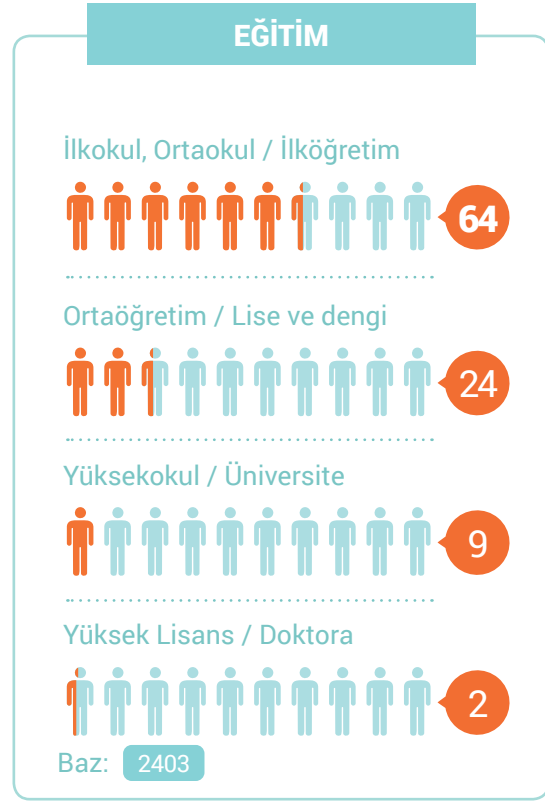 EĞİTİM
İlkokul, Ortaokul / İlköğretim
64
Ortaöğretim / Lise ve dengi
24
Yüksekokul / Üniversite
9
Yüksek Lisans / Doktora
2
Baz: 2403